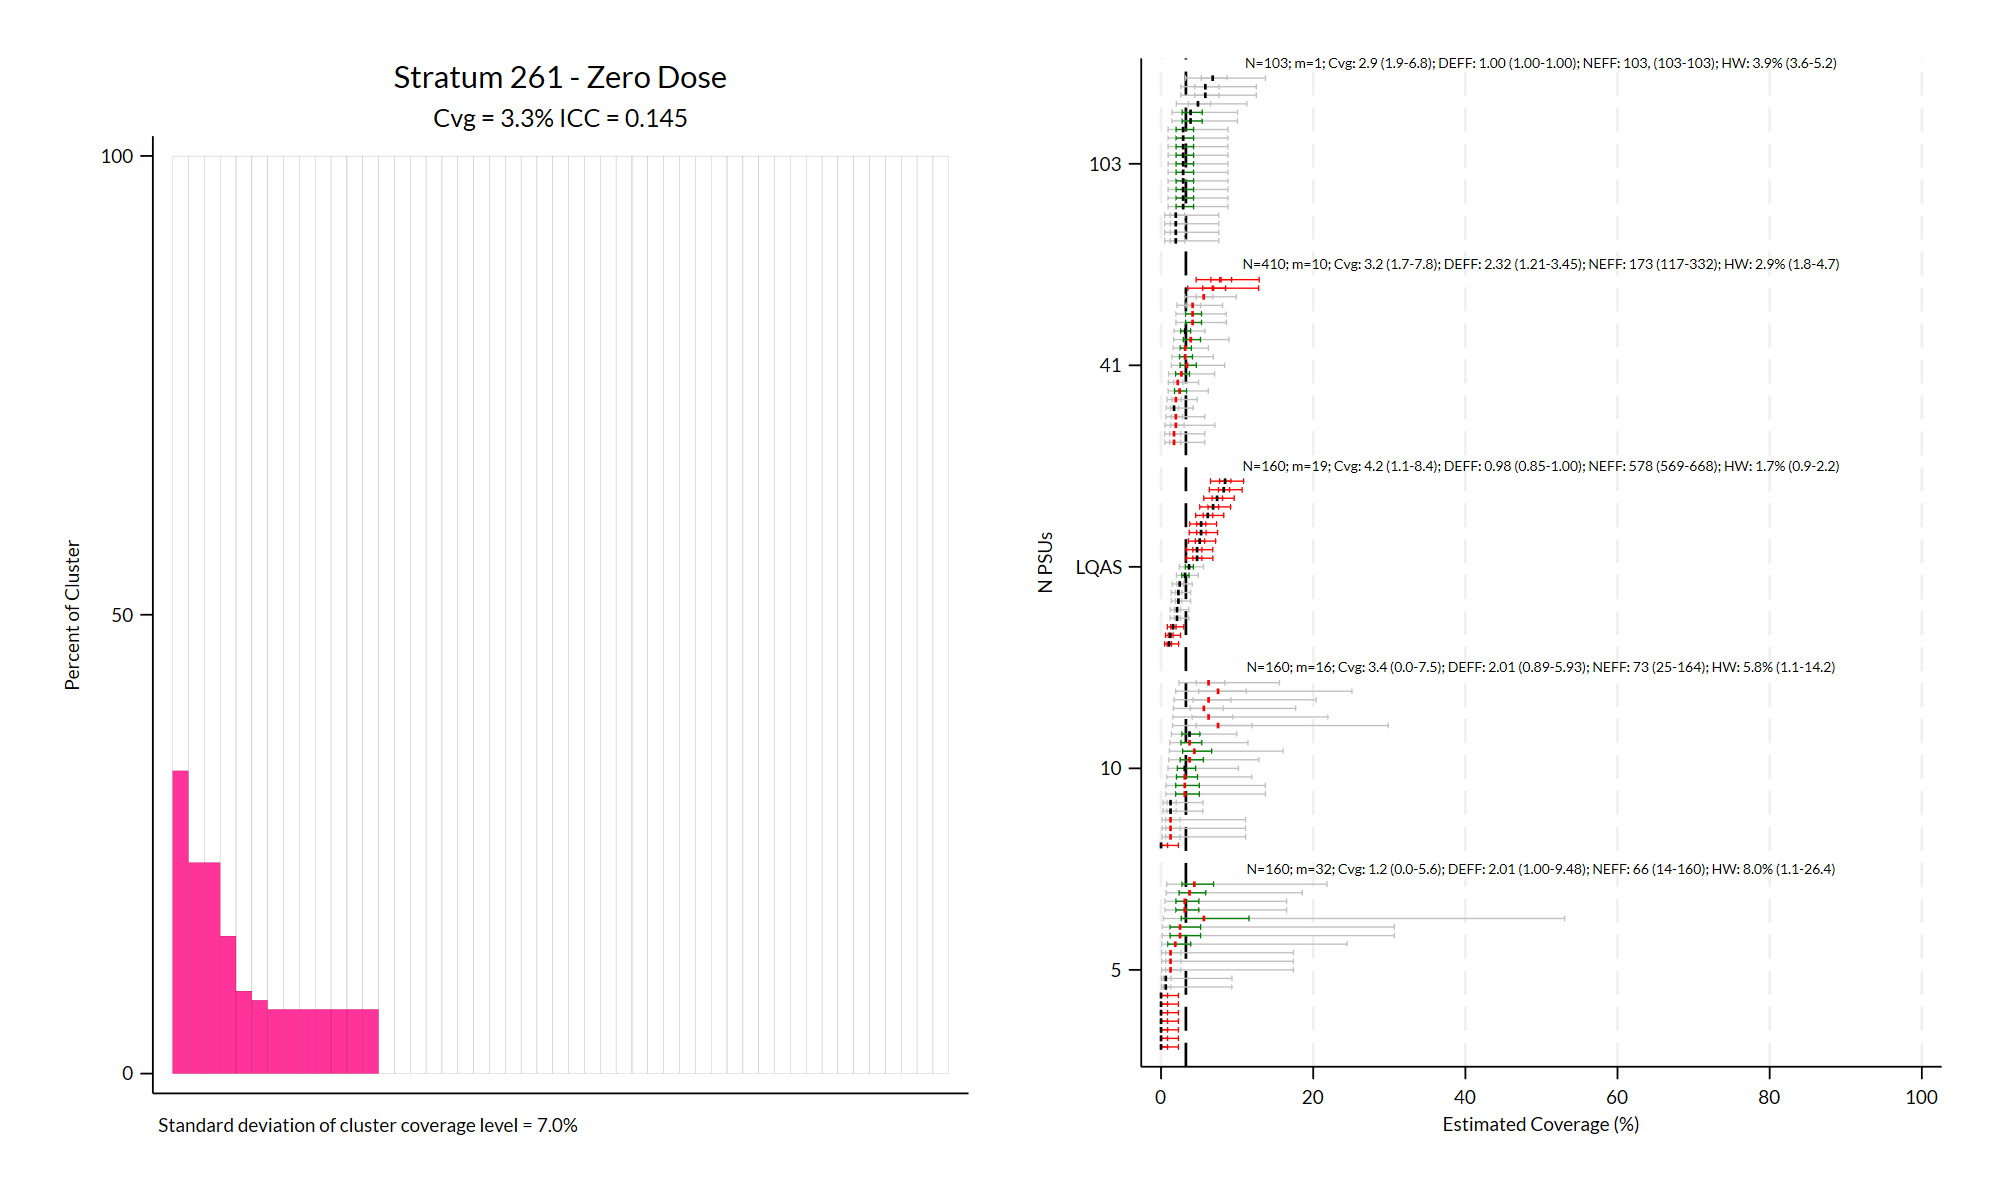 Stratum 261 - Zero Dose
Cvg = 3.3% ICC = 0.145
100
50
0
Percent of Cluster
Standard deviation of cluster coverage level = 7.0%
N=103; m=1; Cvg: 2.9 (1.9-6.8); DEFF: 1.00 (1.00-1.00); NEFF: 103, (103-103); HW: 3.9% (3.6-5.2)
103
N=410; m=10; Cvg: 3.2 (1.7-7.8); DEFF: 2.32 (1.21-3.45); NEFF: 173 (117-332); HW: 2.9% (1.8-4.7)
41
N=160; m=19; Cvg: 4.2 (1.1-8.4); DEFF: 0.98 (0.85-1.00); NEFF: 578 (569-668); HW: 1.7% (0.9-2.2)
LQAS
N=160; m=16; Cvg: 3.4 (0.0-7.5); DEFF: 2.01 (0.89-5.93); NEFF: 73 (25-164); HW: 5.8% (1.1-14.2)
10
N=160; m=32; Cvg: 1.2 (0.0-5.6); DEFF: 2.01 (1.00-9.48); NEFF: 66 (14-160); HW: 8.0% (1.1-26.4)
5
N PSUs
0 20 40 60 80 100
Estimated Coverage (%)